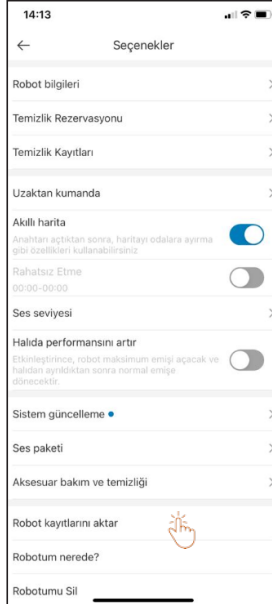 14:13
Seçenekler
Robot bilgileri
Temizlik Rezervasyonu
Temizlik Kayıtları
Uzaktan kumanda
Akıllı harita
Anahtarı açtıktan sonra, haritayı odalara ayırma
gibi özellikleri kullanabilirsiniz
Rahatsız Etme
00:00-00:00
Ses seviyesi
Halıda performansını artır
Etkinleştirince, robot maksimum emişi açacak ve
halıdan ayrıldıktan sonra normal emişe
dönecektir.
Sistem güncelleme
Ses paketi
Aksesuar bakım ve temizliği
Robot kayıtlarını aktar
Robotum nerede?
Robotumu Sil